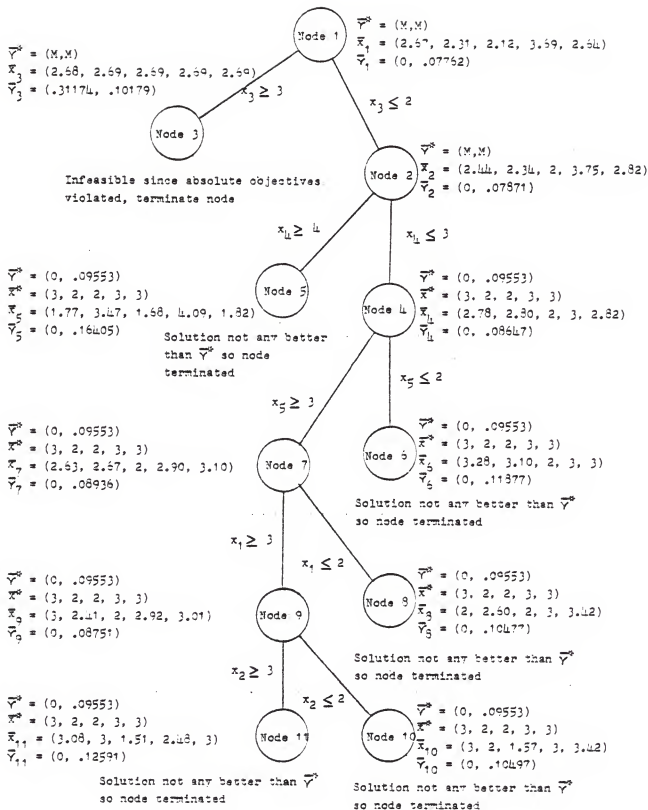 Node 1
Ȳ* = (M,M)
x̄₁ = (2.67, 2.31, 2.12, 3.69, 2.64)
Ȳ₁ = (0, .07762)
Ȳ* = (M,M)
x̄₃ = (2.68, 2.69, 2.69, 2.69, 2.69)
Ȳ₃ = (.31174, .10179)
x₃ ≥ 3
x₃ ≤ 2
Node 3
Infeasible since absolute objectives
violated, terminate node
Node 2
Ȳ* = (M,M)
x̄₂ = (2.44, 2.34, 2, 3.75, 2.82)
Ȳ₂ = (0, .07871)
x₄ ≥ 4
x₄ ≤ 3
Ȳ* = (0, .09553)
x̄* = (3, 2, 2, 3, 3)
x̄₅ = (1.77, 3.47, 1.68, 4.09, 1.82)
Ȳ₅ = (0, .16405)
Node 5
Solution not any better
than Ȳ* so node
terminated
Node 4
Ȳ* = (0, .09553)
x̄* = (3, 2, 2, 3, 3)
x̄₄ = (2.78, 2.80, 2, 3, 2.82)
Ȳ₄ = (0, .08647)
x₅ ≥ 3
x₅ ≤ 2
Ȳ* = (0, .09553)
x̄* = (3, 2, 2, 3, 3)
x̄₇ = (2.63, 2.67, 2, 2.90, 3.10)
Ȳ₇ = (0, .08936)
Node 7
Node 6
Ȳ* = (0, .09553)
x̄* = (3, 2, 2, 3, 3)
x̄₆ = (3.28, 3.10, 2, 3, 3)
Ȳ₆ = (0, .11877)
Solution not any better than Ȳ*
so node terminated
x₁ ≥ 3
x₁ ≤ 2
Ȳ* = (0, .09553)
x̄* = (3, 2, 2, 3, 3)
x̄₉ = (3, 2.41, 2, 2.92, 3.01)
Ȳ₉ = (0, .08751)
Node 9
Node 8
Ȳ* = (0, .09553)
x̄* = (3, 2, 2, 3, 3)
x̄₈ = (2, 2.60, 2, 3, 3.42)
Ȳ₈ = (0, .10477)
Solution not any better than Ȳ*
so node terminated
x₂ ≥ 3
x₂ ≤ 2
Ȳ* = (0, .09553)
x̄* = (3, 2, 2, 3, 3)
x̄₁₁ = (3.08, 3, 1.51, 2.48, 3)
Ȳ₁₁ = (0, .12591)
Node 11
Solution not any better than Ȳ*
so node terminated
Node 10
Ȳ* = (0, .09553)
x̄* = (3, 2, 2, 3, 3)
x̄₁₀ = (3, 2, 1.57, 3, 3.42)
Ȳ₁₀ = (0, .10497)
Solution not any better than Ȳ*
so node terminated